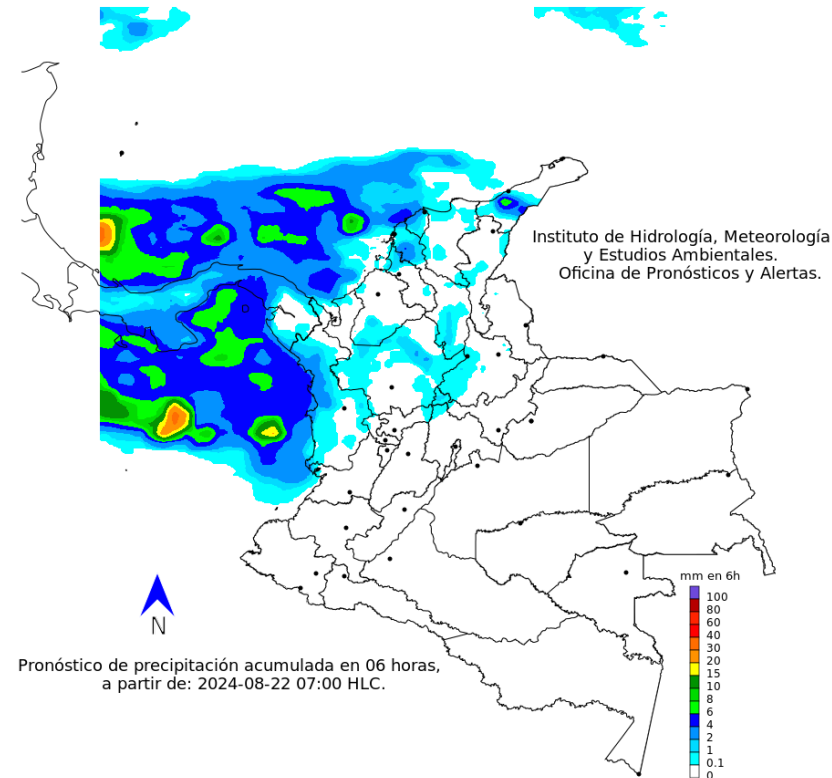 Instituto de Hidrología, Meteorología
y Estudios Ambientales.
Oficina de Pronósticos y Alertas.
mm en 6h
100
80
60
40
30
20
15
10
8
6
4
2
1
0.1
0
N
Pronóstico de precipitación acumulada en 06 horas,
a partir de: 2024-08-22 07:00 HLC.